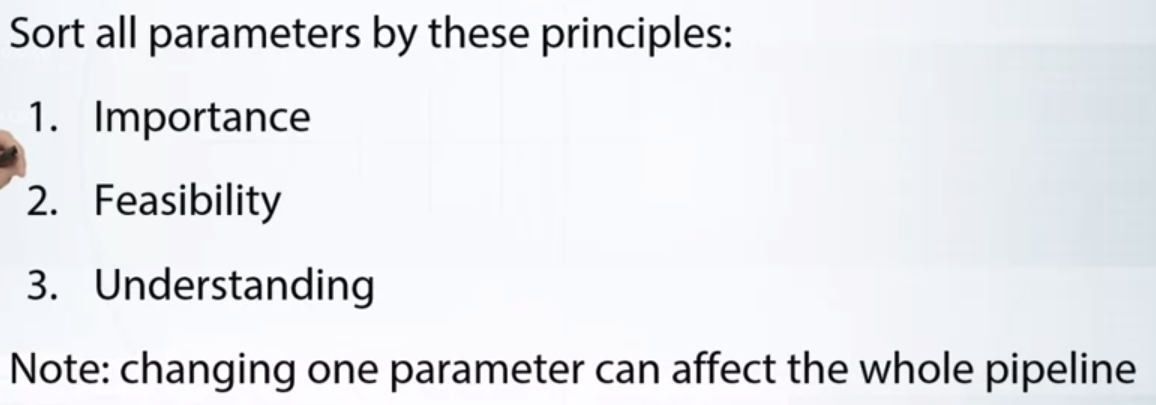 Sort all parameters by these principles:
1. Importance
2. Feasibility
3. Understanding
Note: changing one parameter can affect the whole pipeline